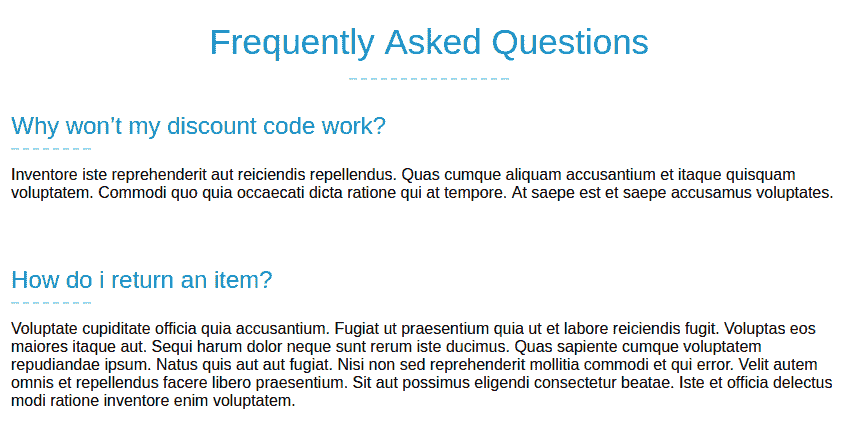 Frequently Asked Questions
Why won’t my discount code work?
Inventore iste reprehenderit aut reiciendis repellendus. Quas cumque aliquam accusantium et itaque quisquam
voluptatem. Commodi quo quia occaecati dicta ratione qui at tempore. At saepe est et saepe accusamus voluptates.
How do i return an item?
Voluptate cupiditate officia quia accusantium. Fugiat ut praesentium quia ut et labore reiciendis fugit. Voluptas eos
maiores itaque aut. Sequi harum dolor neque sunt rerum iste ducimus. Quas sapiente cumque voluptatem
repudiandae ipsum. Natus quis aut aut fugiat. Nisi non sed reprehenderit mollitia commodi et qui error. Velit autem
omnis et repellendus facere libero praesentium. Sit aut possimus eligendi consectetur beatae. Iste et officia delectus
modi ratione inventore enim voluptatem.